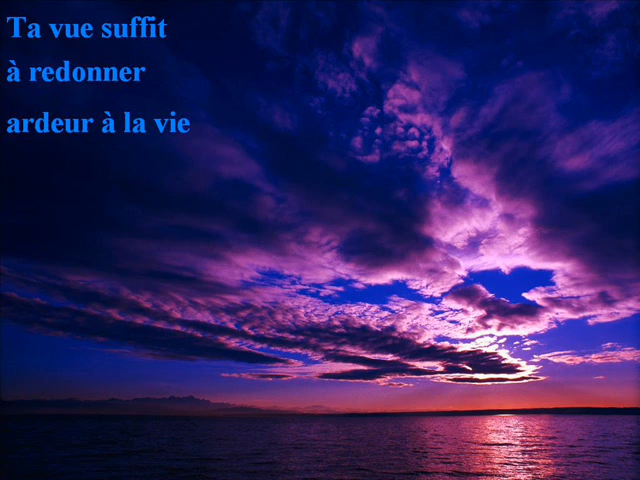 Ta vue suffit
à redonner
ardeur à la vie